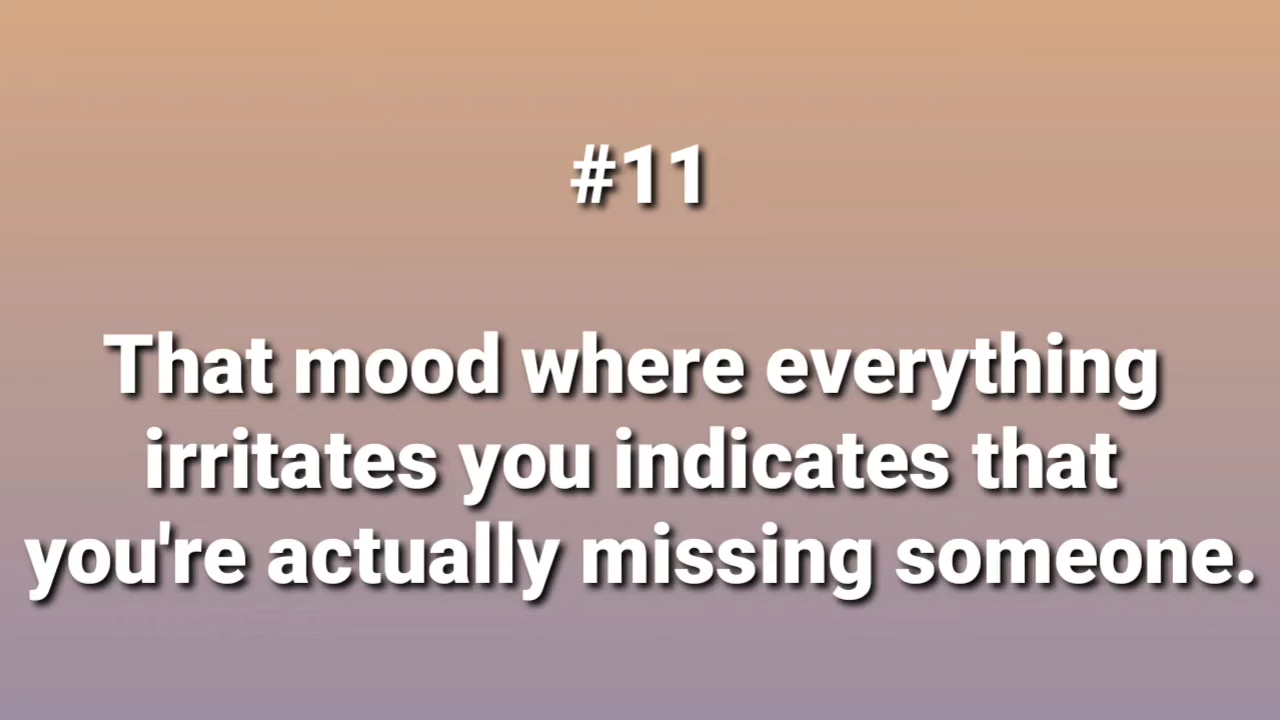 #11
That mood where everything
irritates you indicates that
you're actually missing someone.